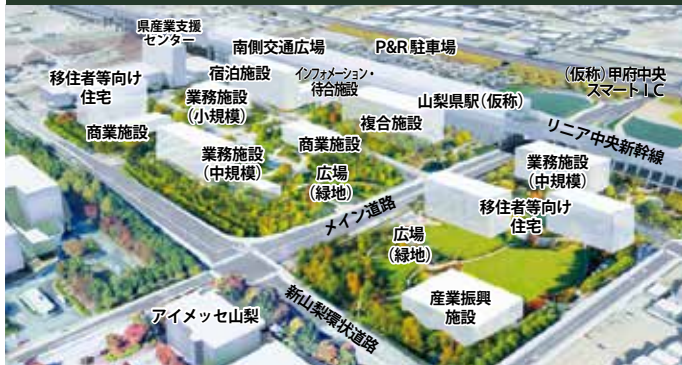 県産業支援
センター
南側交通広場
P&R駐車場
移住者等向け
住宅
宿泊施設
インフォメーション・
待合施設
(仮称)甲府中央
スマートIC
業務施設
(小規模)
山梨県駅(仮称)
商業施設
複合施設
リニア中央新幹線
商業施設
業務施設
(中規模)
業務施設
(中規模)
広場
(緑地)
メイン道路
移住者等向け
住宅
広場
(緑地)
産業振興
施設
アイメッセ山梨
新山梨環状道路